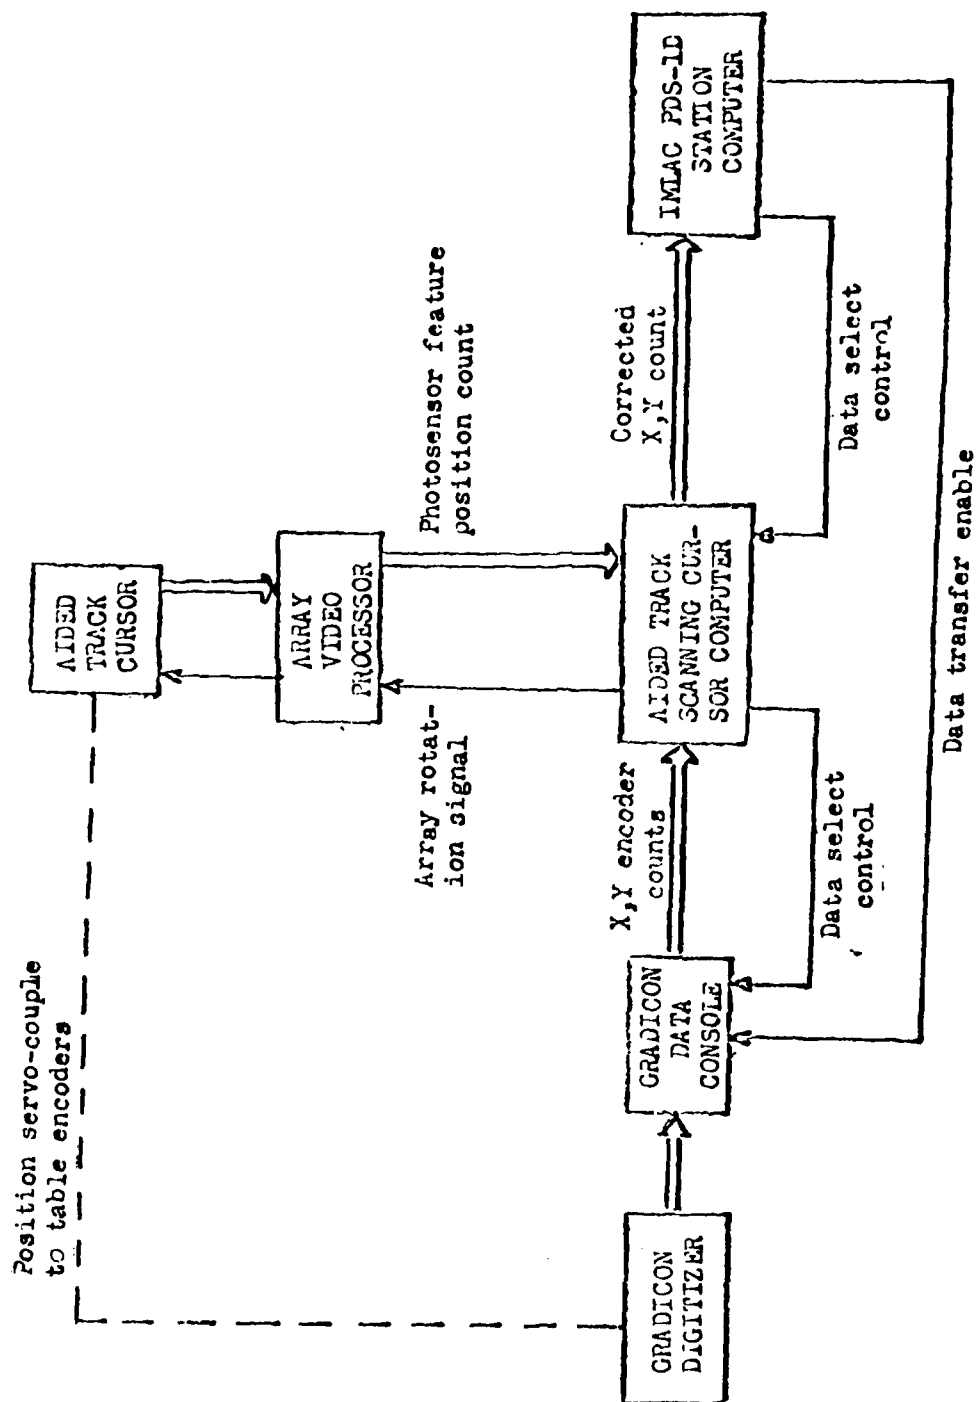 Position servo-couple
to table encoders
AIDED
TRACK
CURSOR
ARRAY
VIDEO
PROCESSOR
Array rotat-
ion signal
Photosensor feature
position count
GRADICON
DIGITIZER
GRADICON
DATA
CONSOLE
X,Y encoder
counts
AIDED TRACK
SCANNING CUR-
SOR COMPUTER
Corrected
X,Y count
IMLAC PDS-1D
STATION
COMPUTER
Data select
control
Data select
control
Data transfer enable